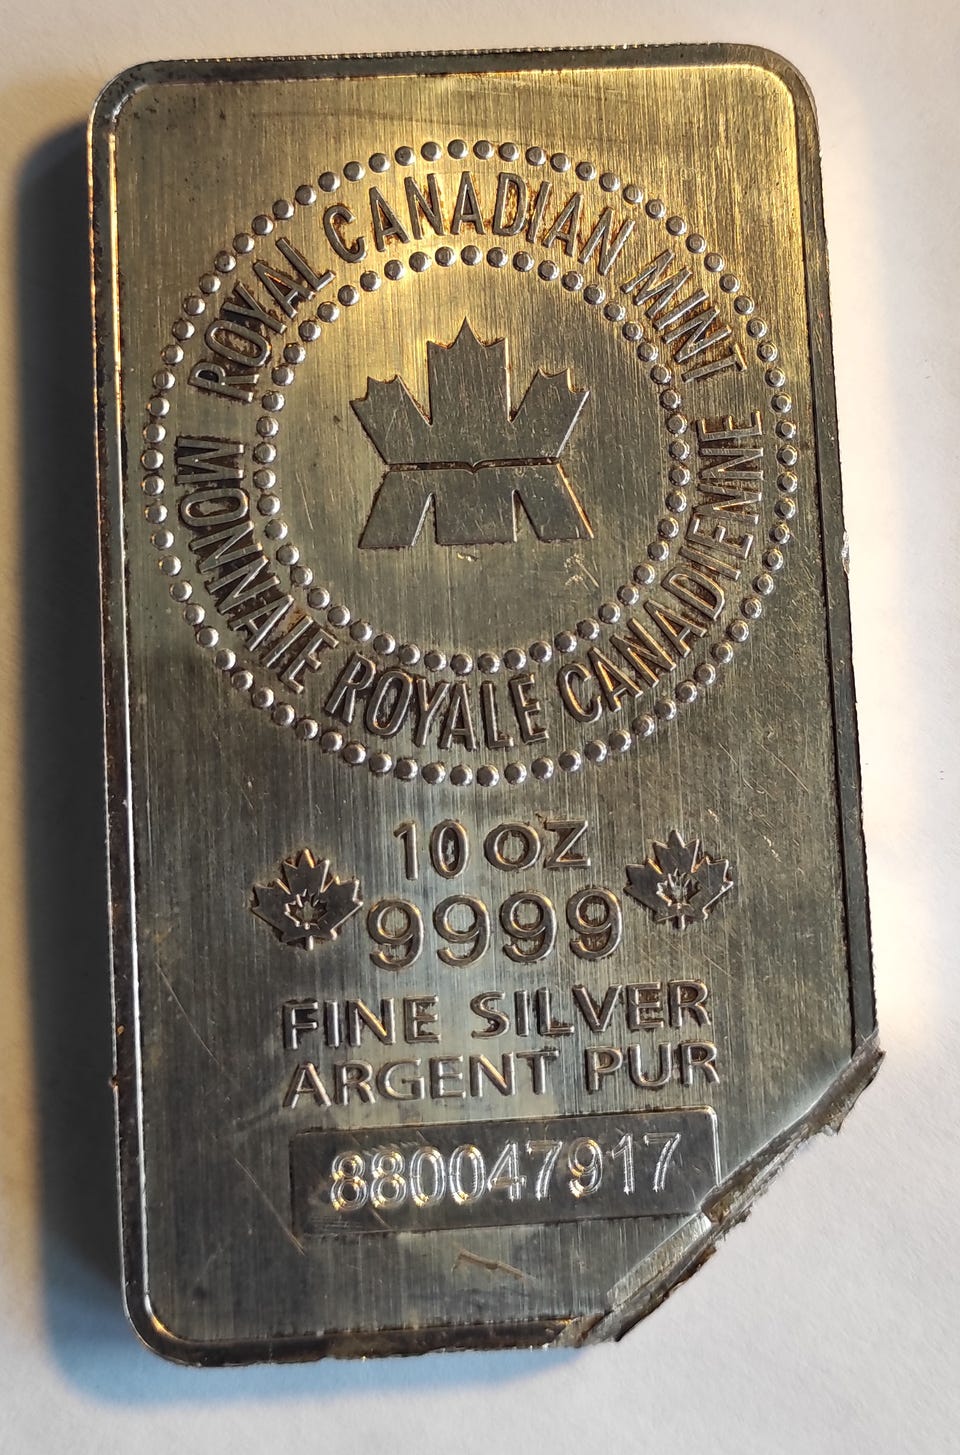 ROYAL CANADIAN MINT
MONNAIE ROYALE CANADIENNE
10 OZ
9999
FINE SILVER
ARGENT PUR
880047917